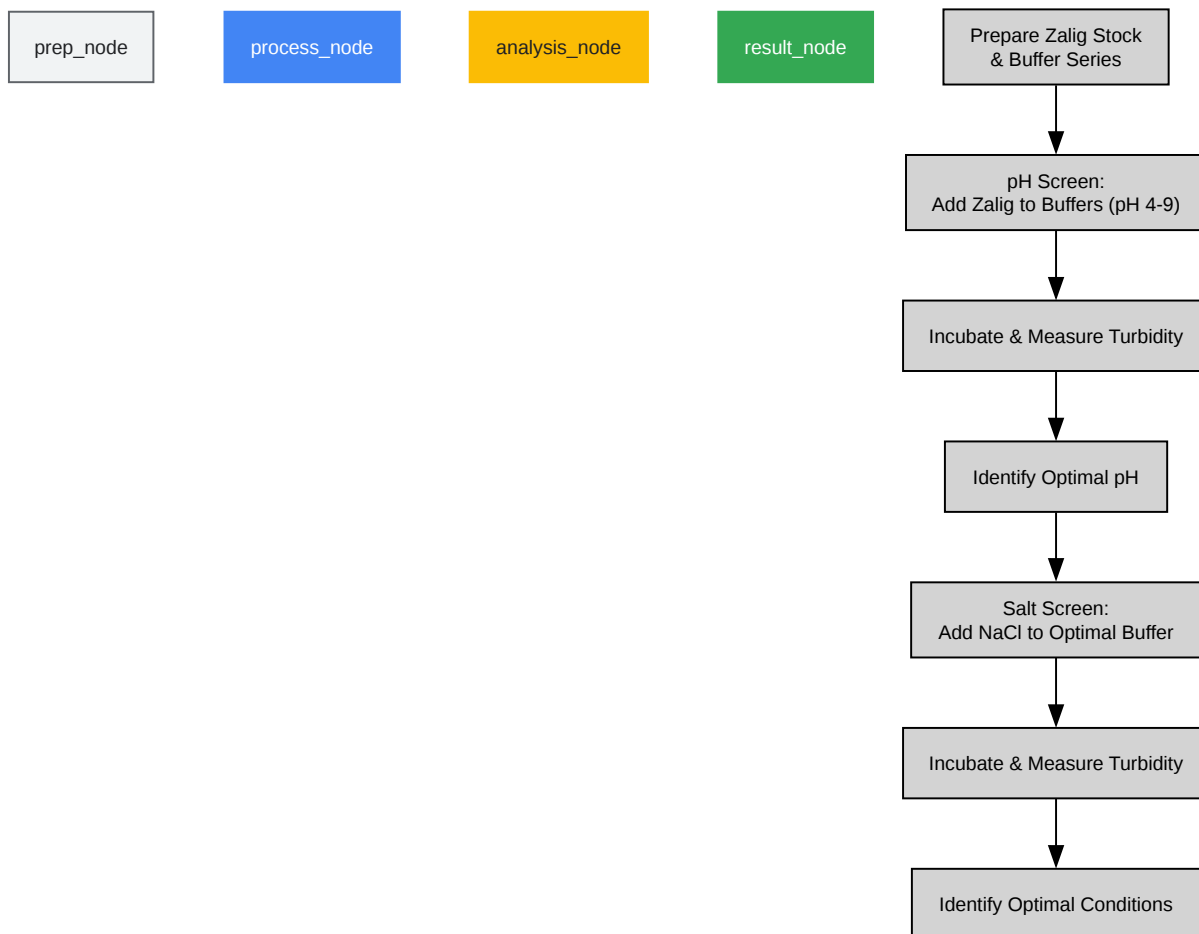 prep_node
process_node
analysis_node
result_node
Prepare Zalig Stock
& Buffer Series
pH Screen:
Add Zalig to Buffers (pH 4-9)
Incubate & Measure Turbidity
Identify Optimal pH
Salt Screen:
Add NaCl to Optimal Buffer
Incubate & Measure Turbidity
Identify Optimal Conditions